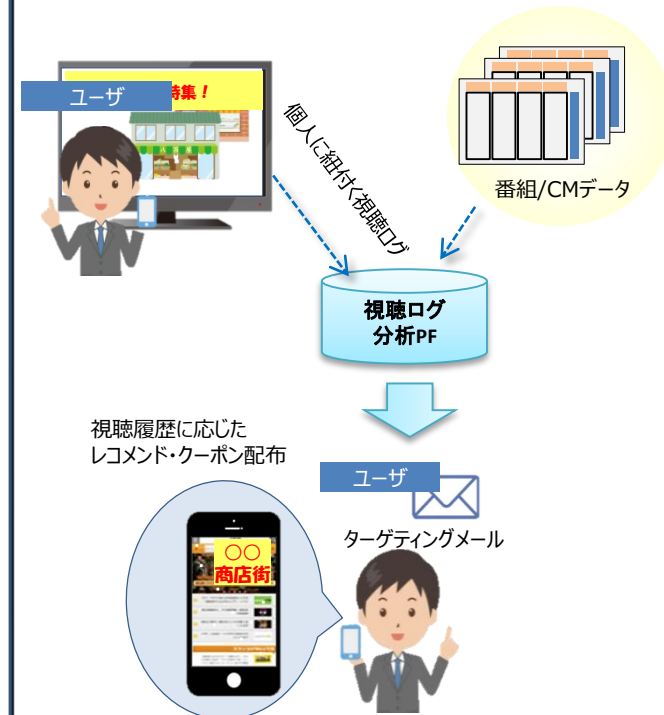 ユーザ
特集!
個人に紐付く視聴ログ
番組/CMデータ
視聴ログ
分析PF
視聴履歴に応じた
レコメンド・クーポン配布
ユーザ
ターゲティングメール
○○
商店街